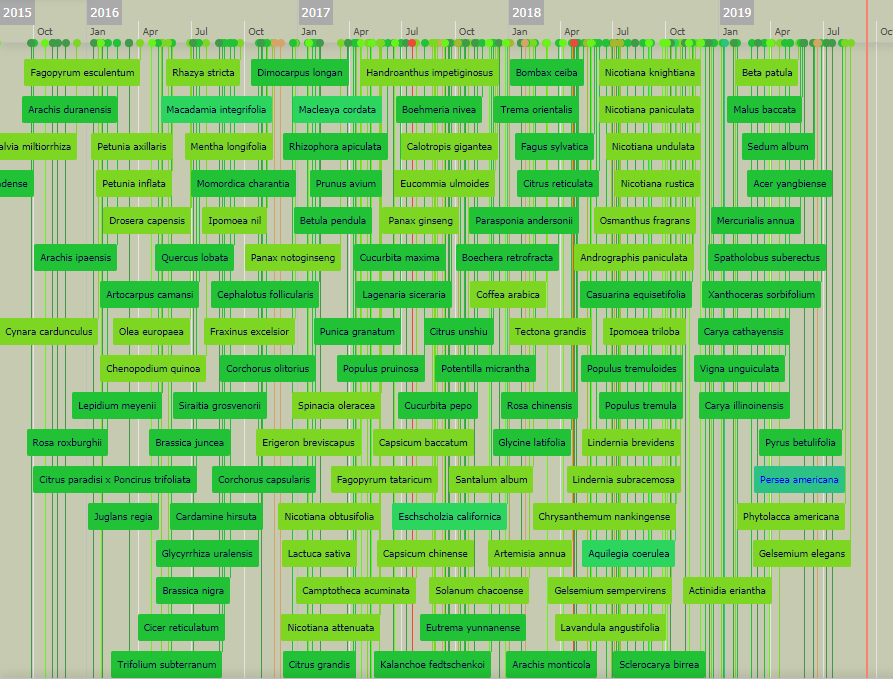 2015 2016 2017 2018 2019
Oct Jan Apr Jul Oct Jan Apr Jul Oct Jan Apr Jul Oct Jan Apr Jul Oc
Fagopyrum esculentum Rhazya stricta Dimocarpus longan Handroanthus impetiginosus Bombax ceiba Nicotiana knightiana Beta patula
Arachis duranensis Macadamia integrifolia Macleaya cordata Boehmeria nivea Trema orientalis Nicotiana paniculata Malus baccata
alvia miltiorrhiza Petunia axillaris Mentha longifolia Rhizophora apiculata Calotropis gigantea Fagus sylvatica Nicotiana undulata Sedum album
dense Petunia inflata Momordica charantia Prunus avium Eucommia ulmoides Citrus reticulata Nicotiana rustica Acer yangbiense
Drosera capensis Ipomoea nil Betula pendula Panax ginseng Parasponia andersonii Osmanthus fragrans Mercurialis annua
Arachis ipaensis Quercus lobata Panax notoginseng Cucurbita maxima Boechera retrofracta Andrographis paniculata Spatholobus suberectus
Artocarpus camansi Cephalotus follicularis Lagenaria siceraria Coffea arabica Casuarina equisetifolia Xanthoceras sorbifolium
Cynara cardunculus Olea europaea Fraxinus excelsior Punica granatum Citrus unshiu Tectona grandis Ipomoea triloba Carya cathayensis
Chenopodium quinoa Corchorus olitorius Populus pruinosa Potentilla micrantha Populus tremuloides Vigna unguiculata
Lepidium meyenii Siraitia grosvenorii Spinacia oleracea Cucurbita pepo Rosa chinensis Populus tremula Carya illinoinensis
Rosa roxburghii Brassica juncea Erigeron breviscapus Capsicum baccatum Glycine latifolia Lindernia brevidens Pyrus betulifolia
Citrus paradisi x Poncirus trifoliata Corchorus capsularis Fagopyrum tataricum Santalum album Lindernia subracemosa Persea americana
Juglans regia Cardamine hirsuta Nicotiana obtusifolia Eschscholzia californica Chrysanthemum nankingense Phytolacca americana
Glycyrrhiza uralensis Lactuca sativa Capsicum chinense Artemisia annua Aquilegia coerulea Gelsemium elegans
Brassica nigra Camptotheca acuminata Solanum chacoense Gelsemium sempervirens Actinidia eriantha
Cicer reticulatum Nicotiana attenuata Eutrema yunnanense Lavandula angustifolia
Trifolium subterranum Citrus grandis Kalanchoe fedtschenkoi Arachis monticola Sclerocarya birrea